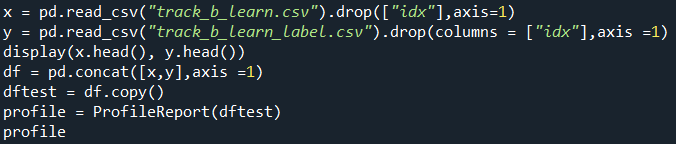 x = pd.read_csv("track_b_learn.csv").drop(["idx"],axis=1)
y = pd.read_csv("track_b_learn_label.csv").drop(columns = ["idx"],axis =1)
display(x.head(), y.head())
df = pd.concat([x,y],axis =1)
dftest = df.copy()
profile = ProfileReport(dftest)
profile